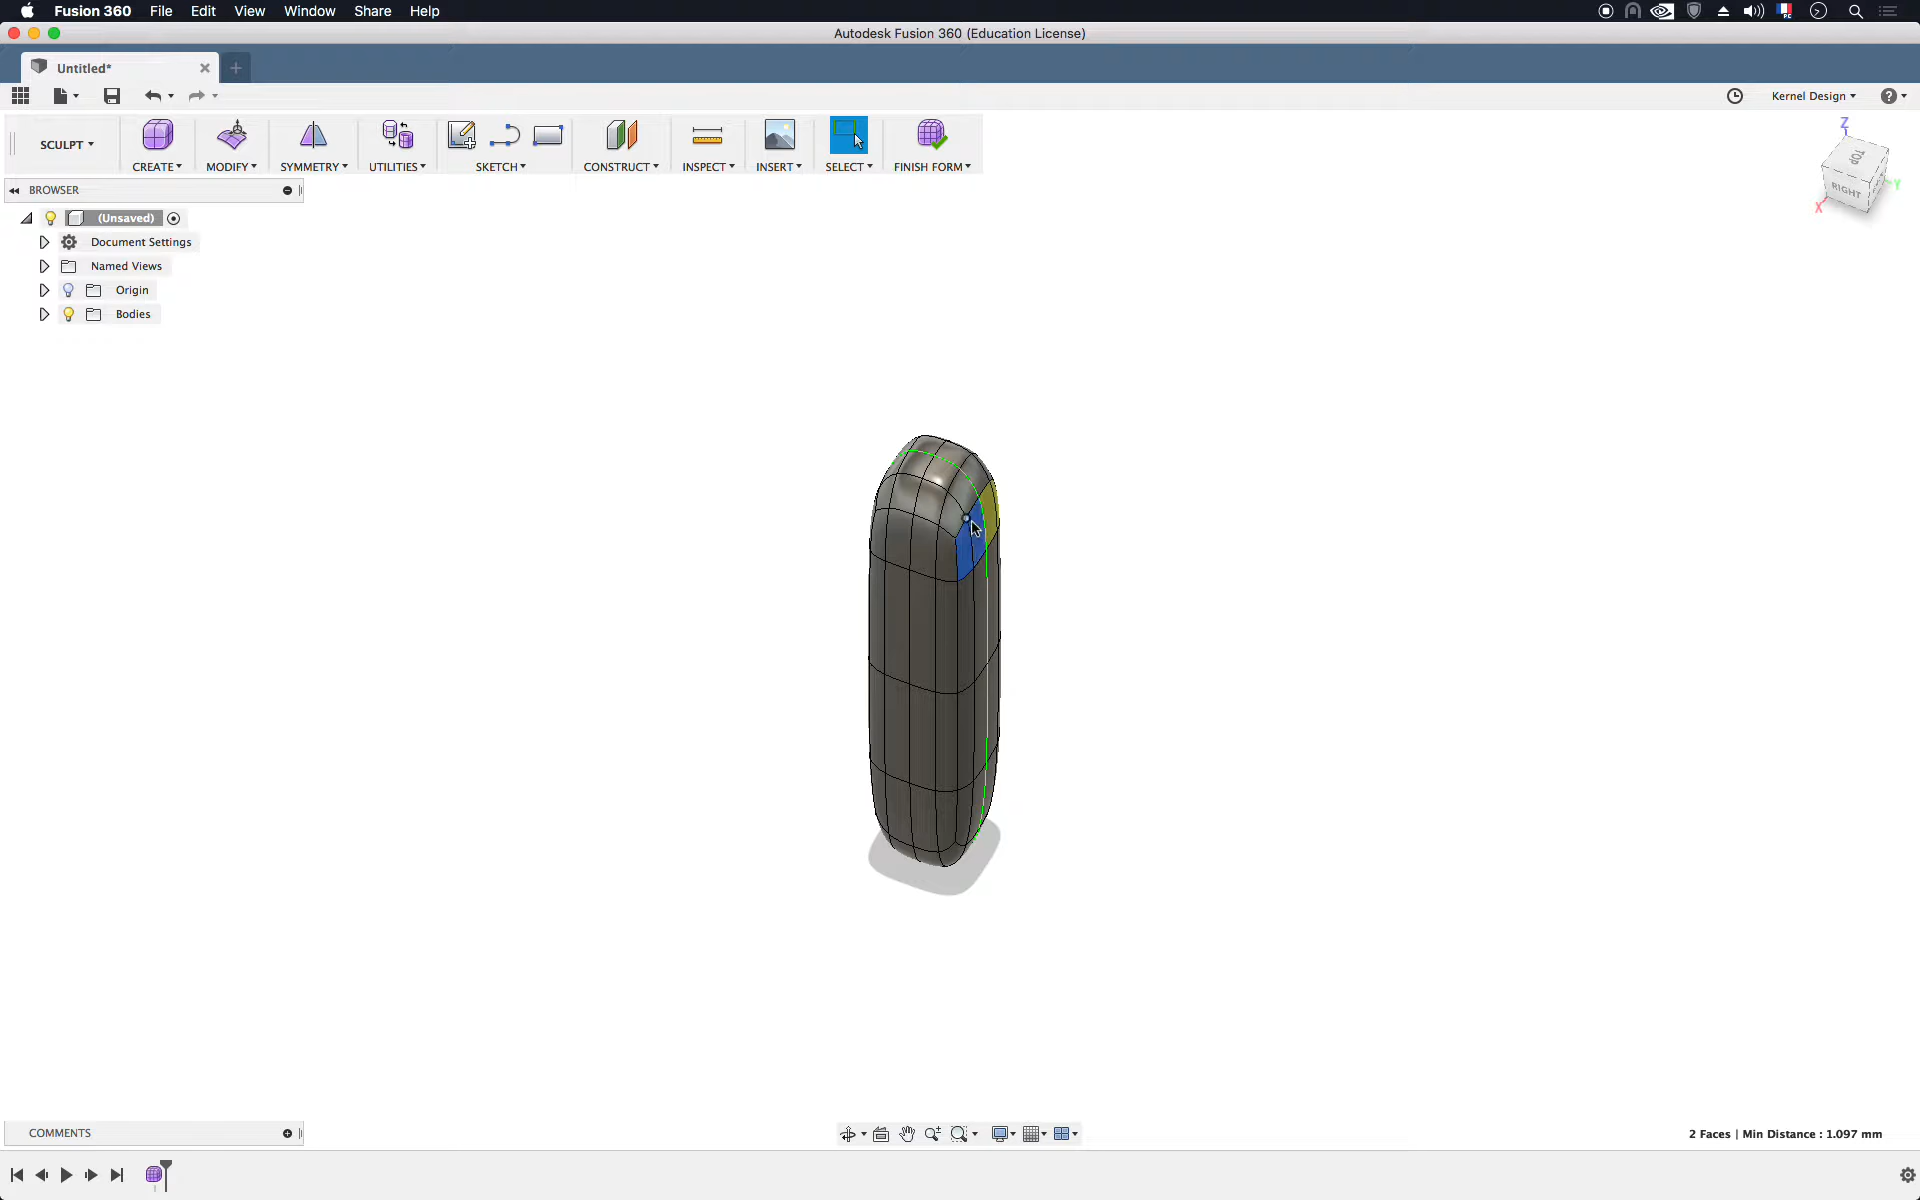 Fusion 360 File Edit View Window Share Help
Autodesk Fusion 360 (Education License)
Untitled*
Kernel Design
SCULPT
CREATE MODIFY SYMMETRY UTILITIES SKETCH CONSTRUCT INSPECT INSERT SELECT FINISH FORM
BROWSER
(Unsaved)
Document Settings
Named Views
Origin
Bodies
Z
TOP
RIGHT
Y
X
COMMENTS
2 Faces | Min Distance : 1.097 mm